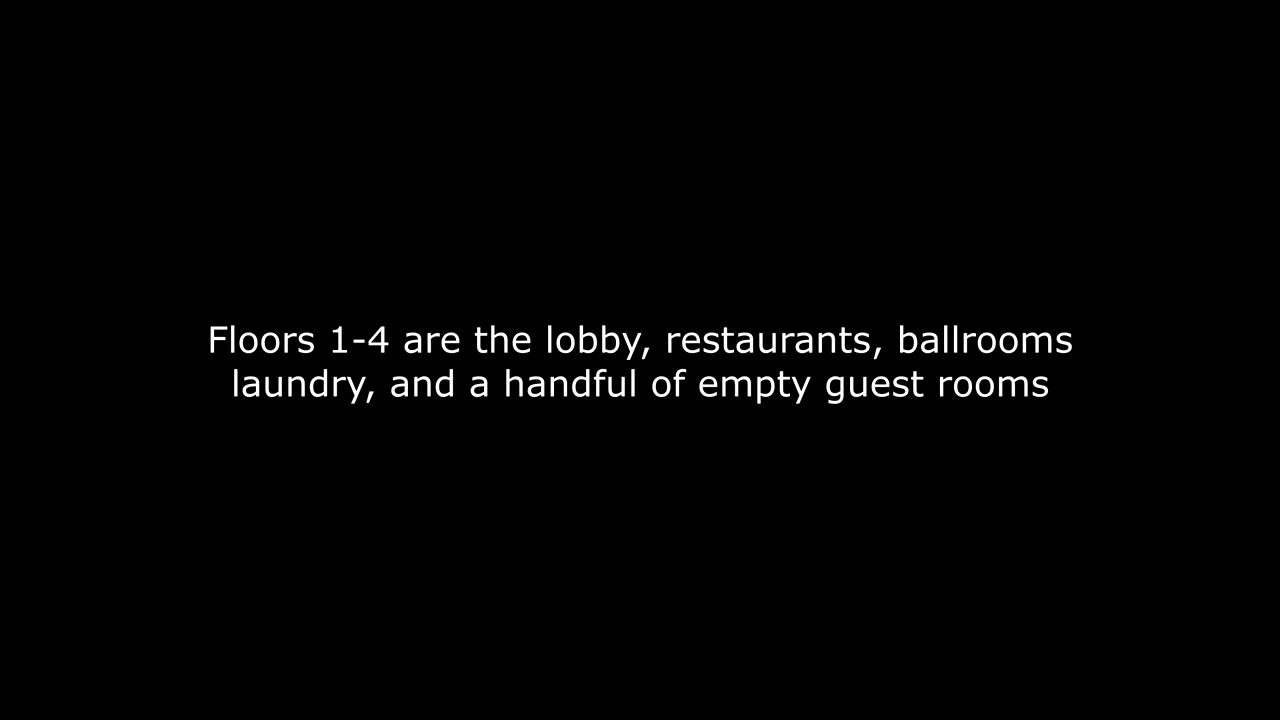 Floors 1-4 are the lobby, restaurants, ballrooms
laundry, and a handful of empty guest rooms